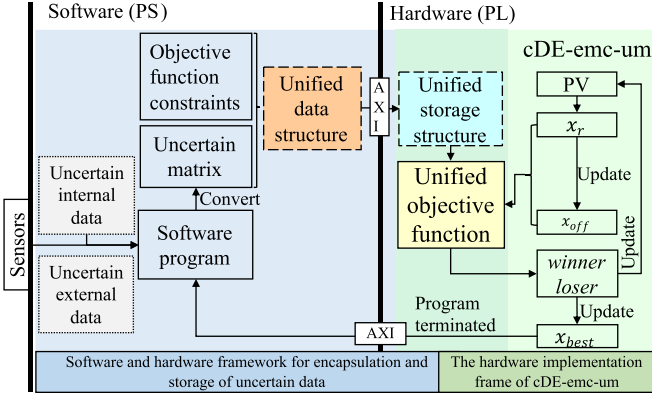 Software (PS)
Hardware (PL)
cDE-emc-um
Objective
function
constraints
Unified
data
structure
A
X
I
Unified
storage
structure
PV
x_r
Uncertain
matrix
Update
Uncertain
internal
data
Convert
Unified
objective
function
x_off
Sensors
Software
program
Uncertain
external
data
winner
loser
Update
Update
Program
terminated
AXI
x_best
Software and hardware framework for encapsulation and
storage of uncertain data
The hardware implementation
frame of cDE-emc-um